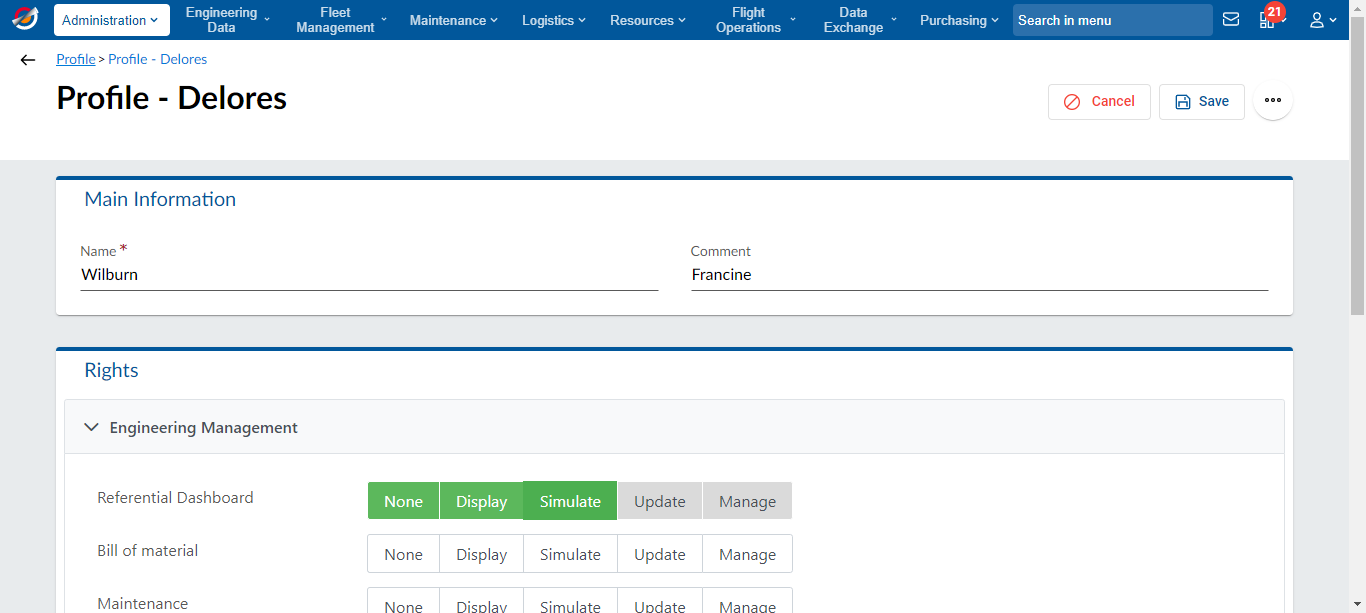 Administration
Engineering Data
Fleet Management
Maintenance
Logistics
Resources
Flight Operations
Data Exchange
Purchasing
Search in menu
21
Profile > Profile - Delores
Profile - Delores
Cancel
Save
Main Information
Name *
Comment
Wilburn
Francine
Rights
Engineering Management
Referential Dashboard
None Display Simulate Update Manage
Bill of material
None Display Simulate Update Manage
Maintenance
None Display Simulate Update Manage